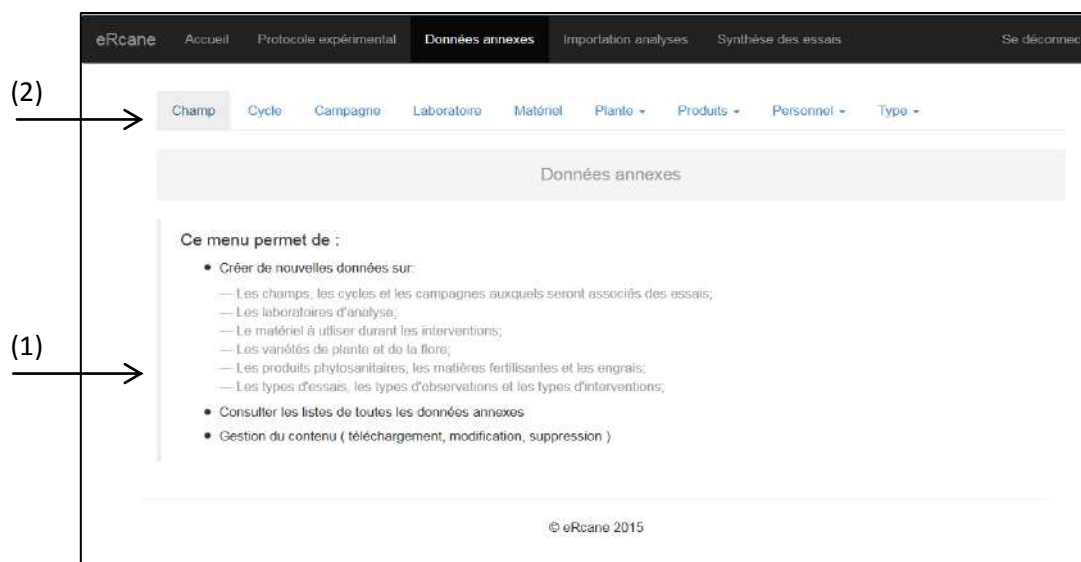 eRcane Accueil Protocole expérimental Données annexes Importation analyses Synthèse des essais Se déconnec
(2)
Champ Cycle Campagne Laboratoire Matériel Plante Produits Personnel Type
Données annexes
Ce menu permet de :
• Créer de nouvelles données sur:
— Les champs, les cycles et les campagnes auxquels seront associés des essais;
— Les laboratoires d'analyse;
— Le matériel à utliser durant les interventions;
— Les variétés de plante et de la flore;
(1)
— Les produits phytosanitaires, les matières fertilisantes et les engrais;
— Les types d'essais, les types d'observations et les types d'interventions;
• Consulter les listes de toutes les données annexes
• Gestion du contenu ( téléchargement, modification, suppression )
© eRcane 2015